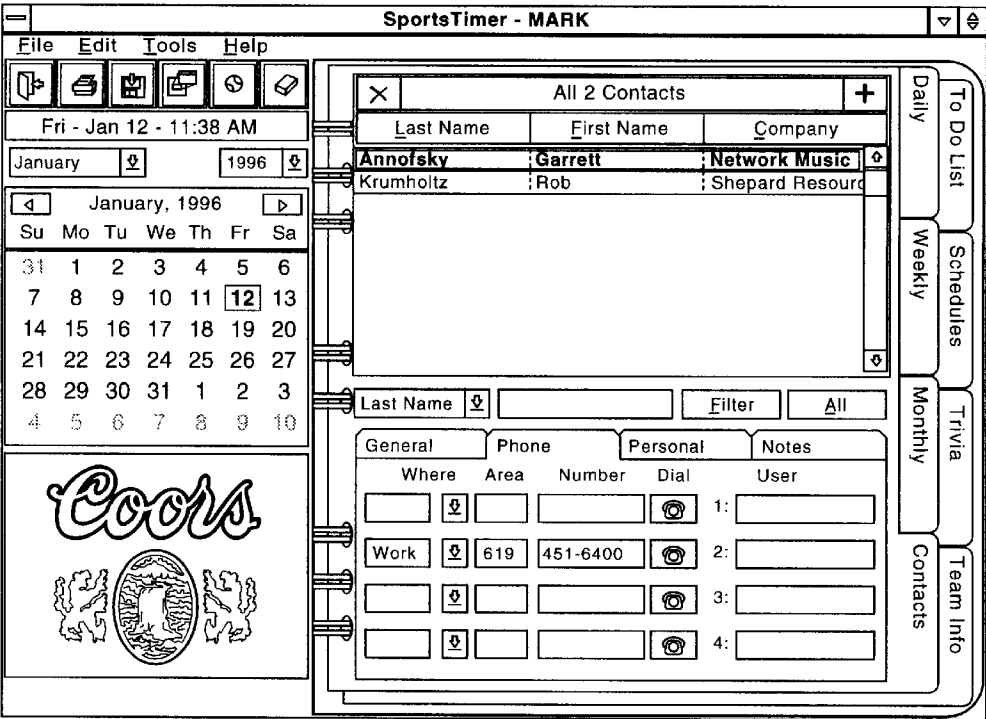 SportsTimer - MARK
File Edit Tools Help
Fri - Jan 12 - 11:38 AM
January 1996
January, 1996
Su Mo Tu We Th Fr Sa
31 1 2 3 4 5 6
7 8 9 10 11 12 13
14 15 16 17 18 19 20
21 22 23 24 25 26 27
28 29 30 31 1 2 3
4 5 6 7 8 9 10
Coors
All 2 Contacts
Last Name First Name Company
Annofsky Garrett Network Music
Krumholtz Rob Shepard Resourc
Last Name Filter All
General Phone Personal Notes
Where Area Number Dial User
1:
Work 619 451-6400 2:
3:
4:
Daily
Weekly
Monthly
Contacts
To Do List
Schedules
Trivia
Team Info